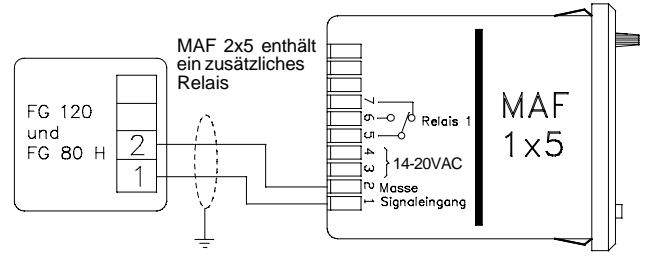 MAF 2x5 enthält
ein zusätzliches
Relais
FG 120
und
FG 80 H
2
1
7
6
5
Relais 1
4
3
14-20VAC
2 Masse
1 Signaleingang
MAF
1x5